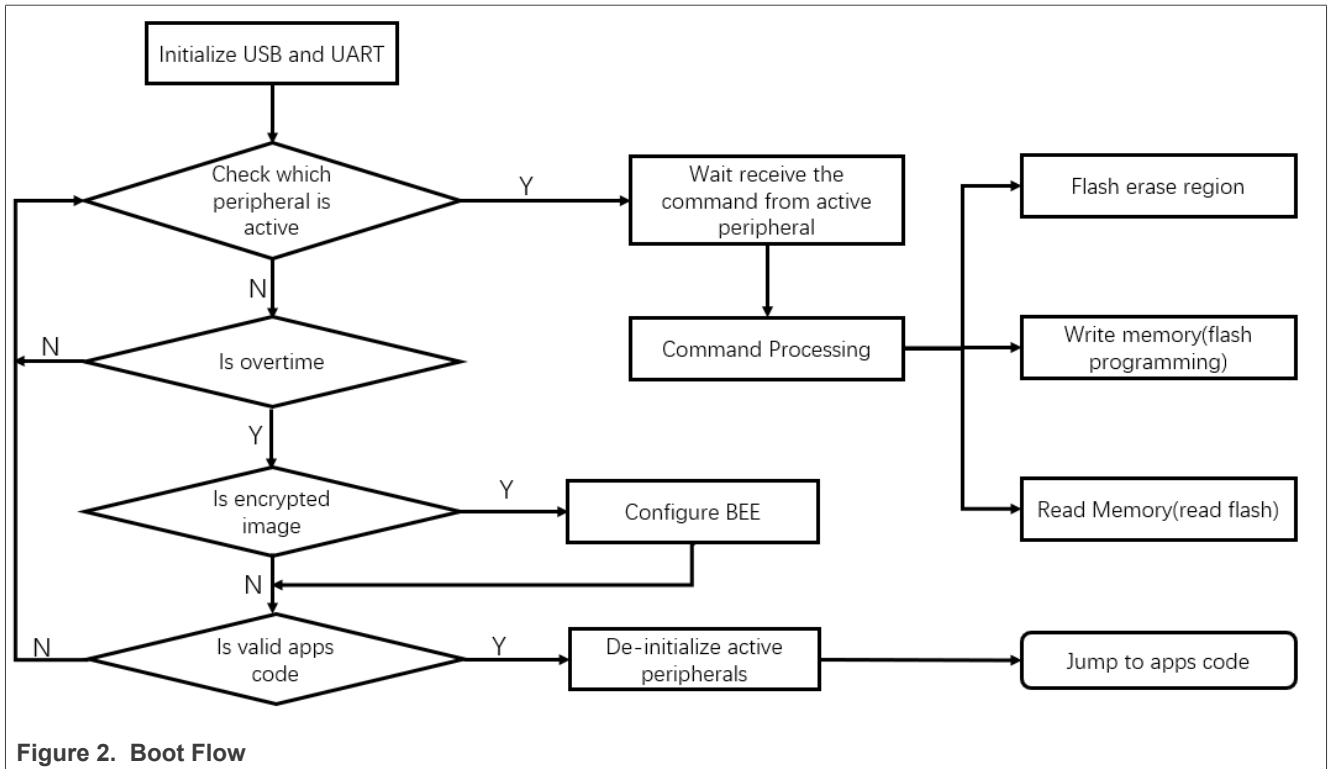 Initialize USB and UART
Check which
peripheral is
active
Y
Wait receive the
command from active
peripheral
Flash erase region
N
N
Is overtime
Command Processing
Write memory(flash
programming)
Y
Is encrypted
image
Y
Configure BEE
Read Memory(read flash)
N
N
Is valid apps
code
Y
De-initialize active
peripherals
Jump to apps code
Figure 2. Boot Flow